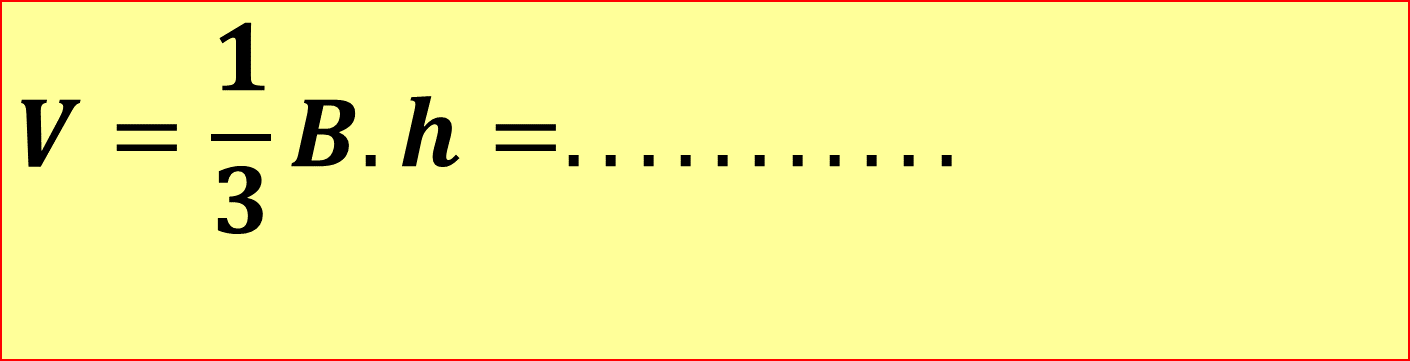 V = 1/3 B. h =...........